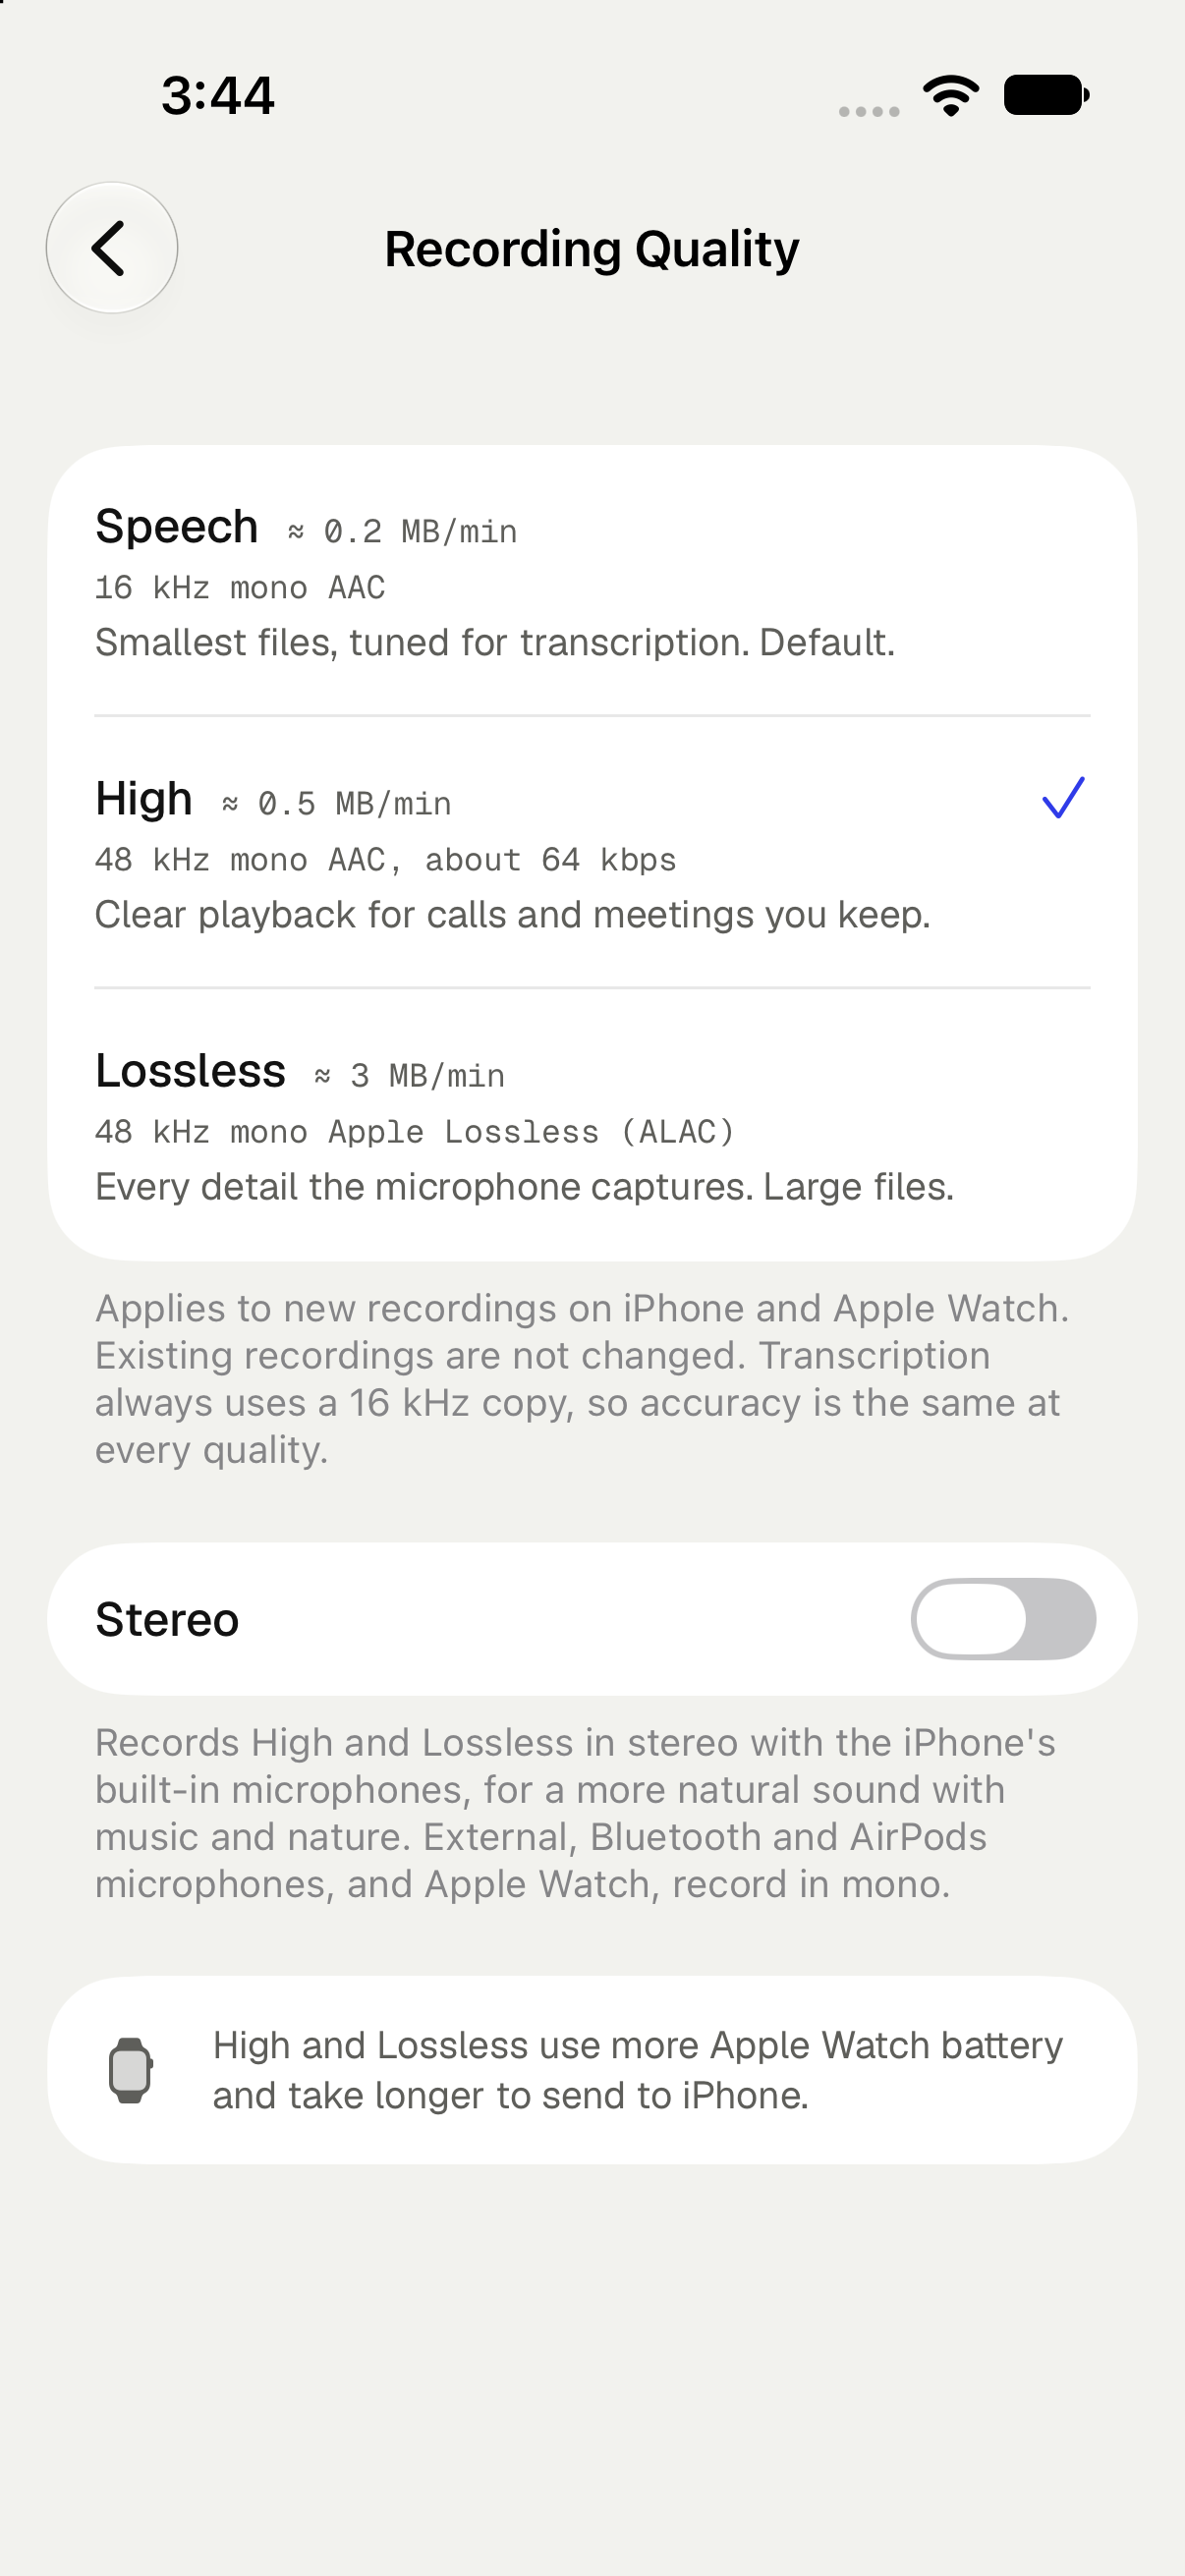 3:44
Recording Quality
Speech ≈ 0.2 MB/min
16 kHz mono AAC
Smallest files, tuned for transcription. Default.
High ≈ 0.5 MB/min
48 kHz mono AAC, about 64 kbps
Clear playback for calls and meetings you keep.
Lossless ≈ 3 MB/min
48 kHz mono Apple Lossless (ALAC)
Every detail the microphone captures. Large files.
Applies to new recordings on iPhone and Apple Watch.
Existing recordings are not changed. Transcription
always uses a 16 kHz copy, so accuracy is the same at
every quality.
Stereo
Records High and Lossless in stereo with the iPhone's
built-in microphones, for a more natural sound with
music and nature. External, Bluetooth and AirPods
microphones, and Apple Watch, record in mono.
High and Lossless use more Apple Watch battery
and take longer to send to iPhone.